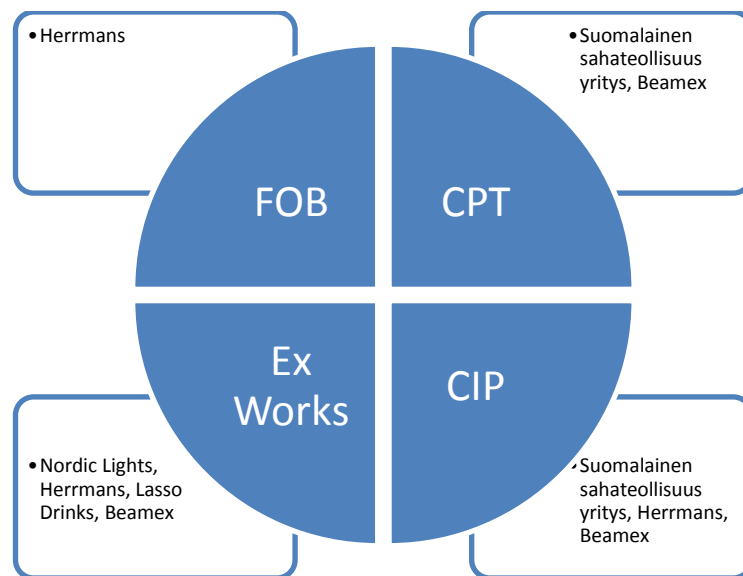 •Herrmans
•Suomalainen
sahateollisuus
yritys, Beamex
FOB
CPT
Ex
Works
CIP
•Nordic Lights,
Herrmans, Lasso
Drinks, Beamex
•Suomalainen
sahateollisuus
yritys, Herrmans,
Beamex